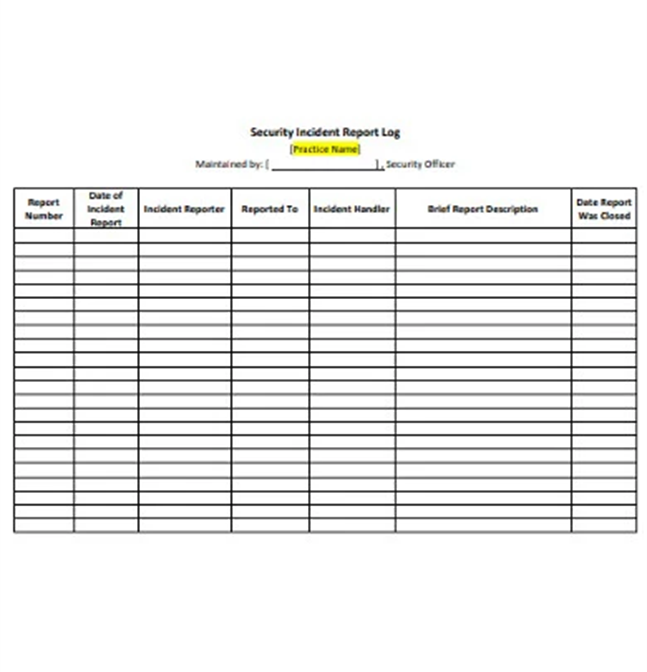 Security Incident Report Log
[Practice Name]
Maintained by: [ ____________________ ], Security Officer
Report Number
Date of Incident Report
Incident Reporter
Reported To
Incident Handler
Brief Report Description
Date Report Was Closed